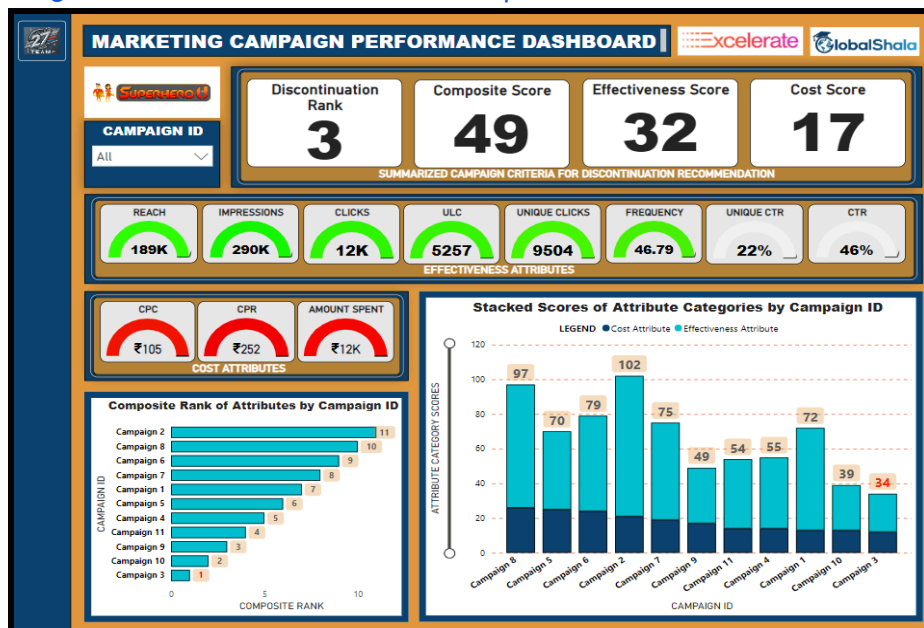 27
TEAM
MARKETING CAMPAIGN PERFORMANCE DASHBOARD
Excelerate
GlobalShala
SUPERHERO U
CAMPAIGN ID
All
Discontinuation Rank
3
Composite Score
49
Effectiveness Score
32
Cost Score
17
SUMMARIZED CAMPAIGN CRITERIA FOR DISCONTINUATION RECOMMENDATION
REACH
189K
IMPRESSIONS
290K
CLICKS
12K
ULC
5257
UNIQUE CLICKS
9504
FREQUENCY
46.79
UNIQUE CTR
22%
CTR
46%
EFFECTIVENESS ATTRIBUTES
CPC
₹105
CPR
₹252
AMOUNT SPENT
₹12K
COST ATTRIBUTES
Composite Rank of Attributes by Campaign ID
CAMPAIGN ID
Campaign 2 11
Campaign 8 10
Campaign 6 9
Campaign 7 8
Campaign 1 7
Campaign 5 6
Campaign 4 5
Campaign 11 4
Campaign 9 3
Campaign 10 2
Campaign 3 1
0 5 10
COMPOSITE RANK
Stacked Scores of Attribute Categories by Campaign ID
LEGEND Cost Attribute Effectiveness Attribute
ATTRIBUTE CATEGORY SCORES
120
100
80
60
40
20
0
97 70 79 102 75 49 54 55 72 39 34
Campaign 8 Campaign 5 Campaign 6 Campaign 2 Campaign 7 Campaign 9 Campaign 11 Campaign 4 Campaign 1 Campaign 10 Campaign 3
CAMPAIGN ID